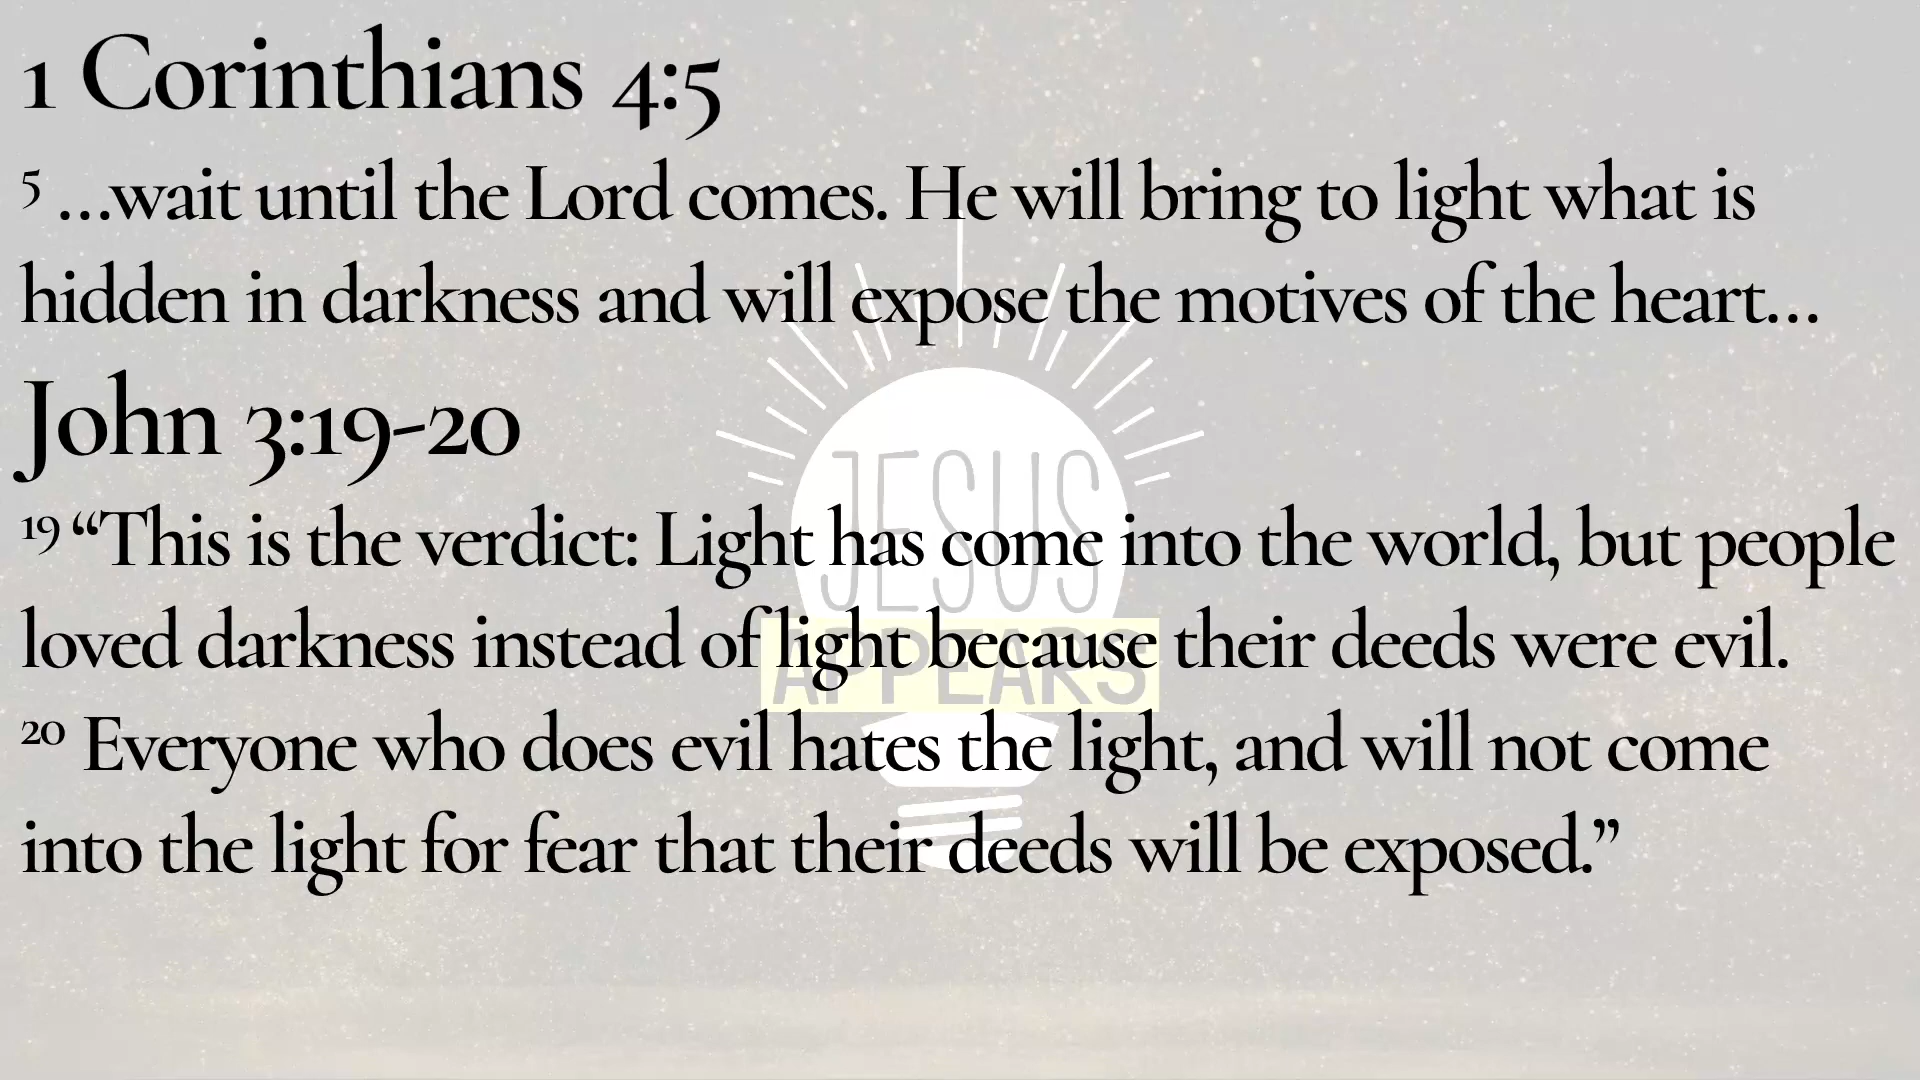 1 Corinthians 4:5
5 …wait until the Lord comes. He will bring to light what is
hidden in darkness and will expose the motives of the heart…
John 3:19-20
19 “This is the verdict: Light has come into the world, but people
loved darkness instead of light because their deeds were evil.
20 Everyone who does evil hates the light, and will not come
into the light for fear that their deeds will be exposed.”
JESUS
APPEARS